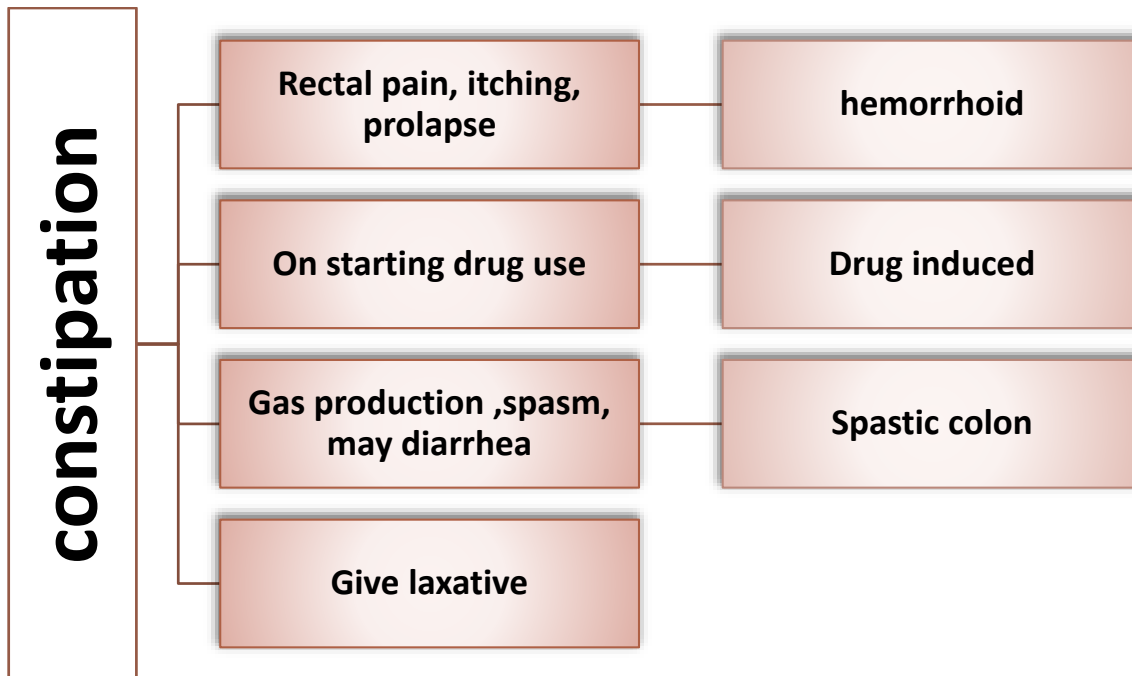 constipation
Rectal pain, itching,
prolapse
hemorrhoid
On starting drug use
Drug induced
Gas production ,spasm,
may diarrhea
Spastic colon
Give laxative